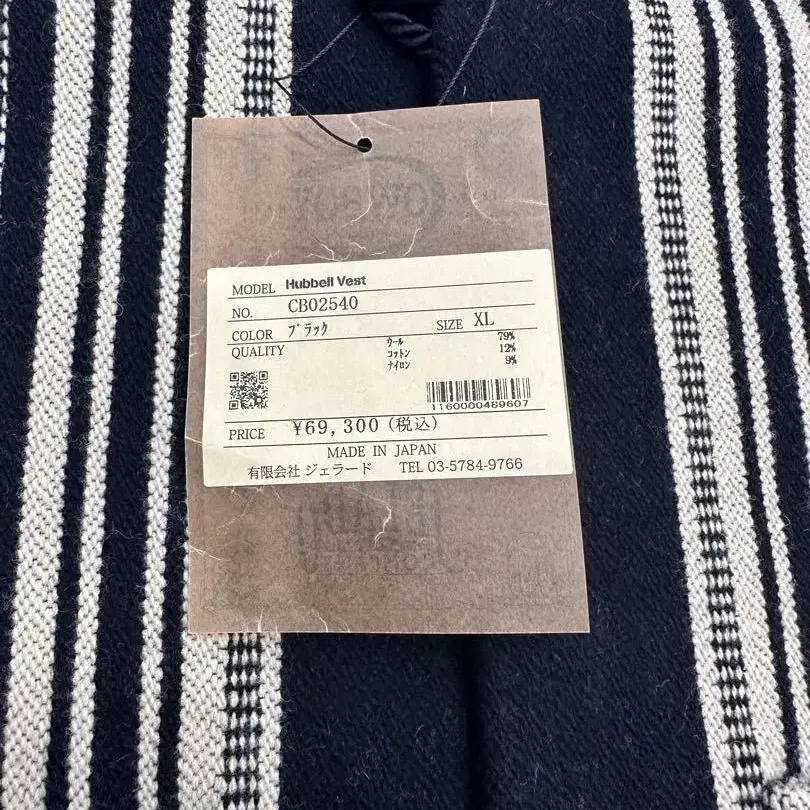 MODEL Hubbell Vest
NO. CB02540
COLOR ブラック SIZE XL
QUALITY ウール 79%
コットン 12%
ナイロン 9%
1160000489607
PRICE ¥69,300(税込)
MADE IN JAPAN
有限会社 ジェラード TEL 03-5784-9766